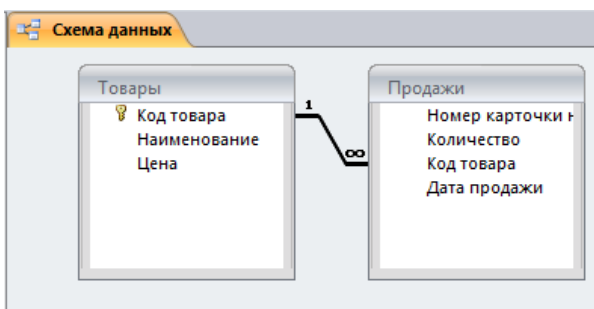 Схема данных
Товары
Код товара
Наименование
Цена
1
∞
Продажи
Номер карточки н
Количество
Код товара
Дата продажи